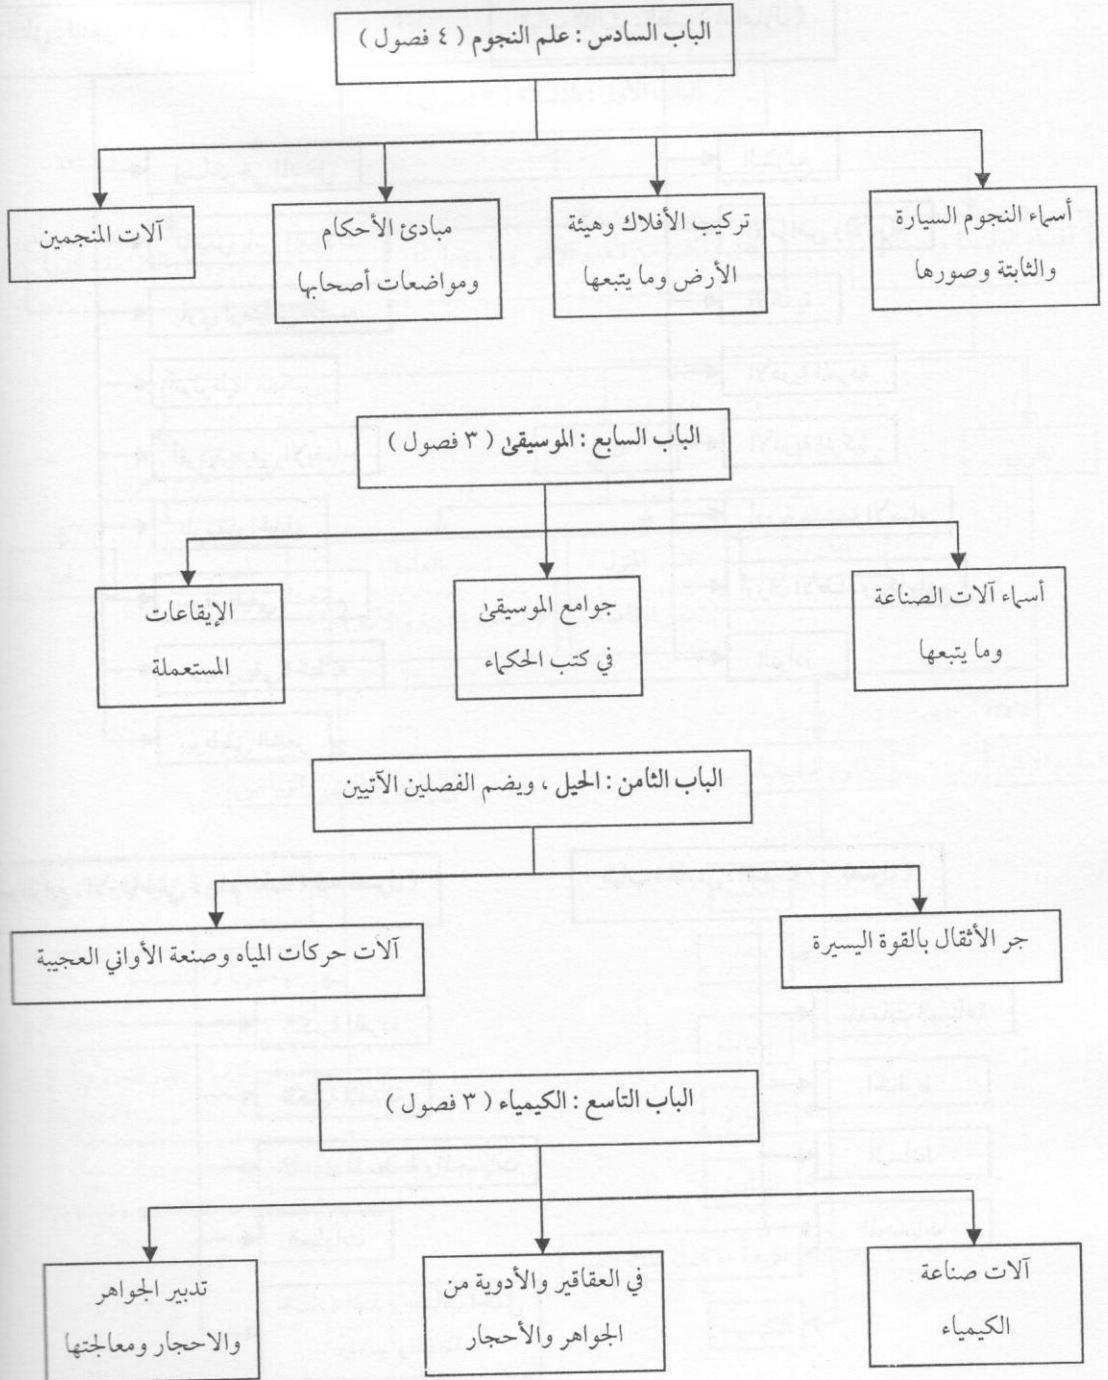 الباب السادس : علم النجوم ( ٤ فصول )
أسماء النجوم السيارة
والثابتة وصورها
تركيب الأفلاك وهيئة
الأرض وما يتبعها
مبادئ الأحكام
ومواضعات أصحابها
آلات المنجمين
الباب السابع : الموسيقىٰ ( ٣ فصول )
أسماء آلات الصناعة
وما يتبعها
جوامع الموسيقىٰ
في كتب الحكماء
الإيقاعات
المستعملة
الباب الثامن : الحيل ، ويضم الفصلين الآتيين
جر الأثقال بالقوة اليسيرة
آلات حركات المياه وصنعة الأواني العجيبة
الباب التاسع : الكيمياء ( ٣ فصول )
آلات صناعة
الكيمياء
في العقاقير والأدوية من
الجواهر والأحجار
تدبير الجواهر
والاحجار ومعالجتها